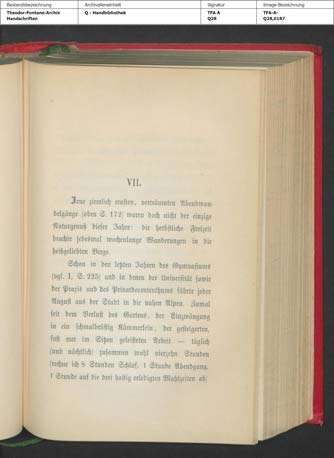 Bestandsbezeichnung Archivalieneinheit Signatur Image-Bezeichnung
Theodor-Fontane-Archiv Q - Handbibliothek TFA A TFA-A-
Handschriften Q28 Q28,0187
VII.
Jene ziemlich ernsten, verträumten Abendwan-
delgänge (oben S. 172) waren doch nicht der einzige
Naturgenuß dieser Jahre: die herbstliche Freizeit
brachte jedesmal wochenlange Wanderungen in die
heißgeliebten Berge.
Schon in den letzten Jahren des Gymnasiums
(vgl. I. S. 225) und in denen der Universität sowie
der Praxis und des Privatdocententhums führte jeder
August aus der Stadt in die nahen Alpen. Zumal
seit dem Verlust des Gartens, der Einzwängung
in ein schmalbrüstig Kämmerlein, der gesteigerten,
fast nur im Sitzen geleisteten Arbeit — täglich
(und nächtlich) zusammen wohl vierzehn Stunden
(rechne ich 8 Stunden Schlaf, 1 Stunde Abendgang,
1 Stunde auf die drei hastig erledigten Mahlzeiten ab)